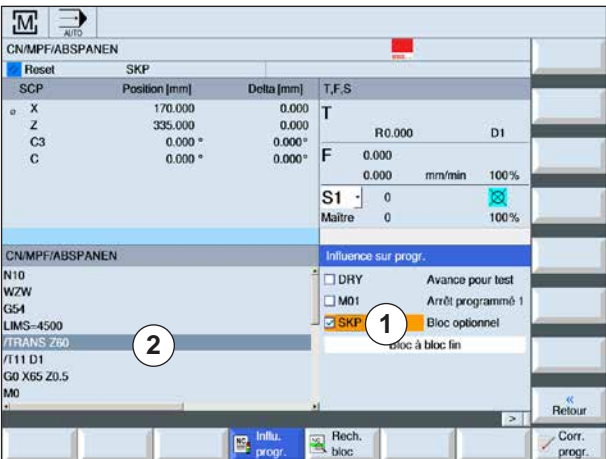 M
AUTO
CN/MPF/ABSPANEN
Reset SKP
SCP Position [mm] Delta [mm] T,F,S
X 170.000 0.000
Z 335.000 0.000
C3 0.000 ° 0.000°
C 0.000 ° 0.000°
T
R0.000 D1
F 0.000
0.000 mm/min 100%
S1 0
Maître 0 100%
CN/MPF/ABSPANEN
N10
WZW
G54
LIMS=4500
/TRANS Z60
/T11 D1
G0 X65 Z0.5
M0
2
Influence sur progr.
DRY Avance pour test
M01 Arrêt programmé 1
SKP 1 Bloc optionnel
Bloc à bloc fin
>
« Retour
NC Influ. progr.
NC Rech. bloc
Corr. progr.